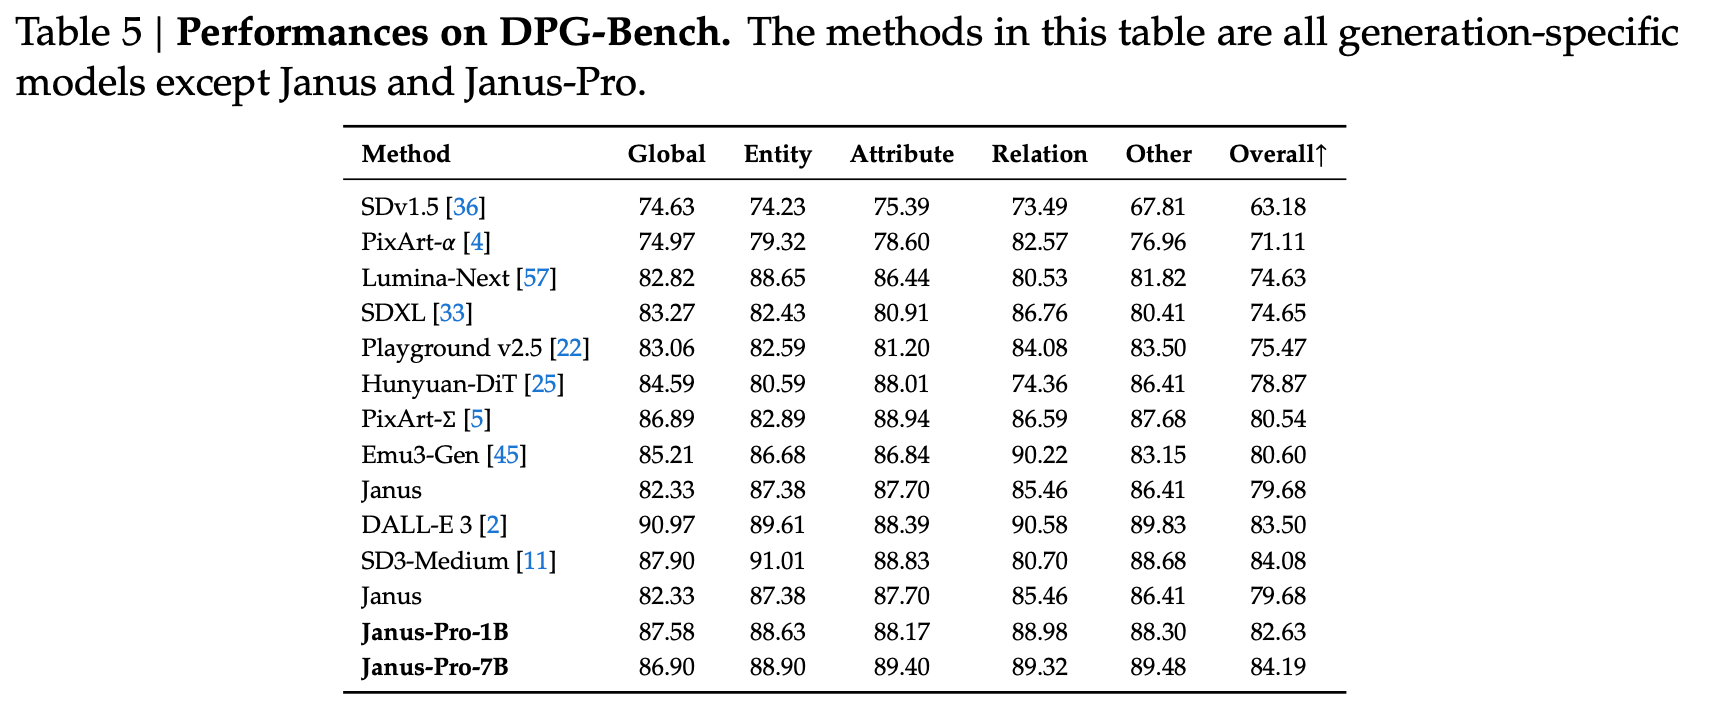 Table 5 | Performances on DPG-Bench. The methods in this table are all generation-specific
models except Janus and Janus-Pro.
Method Global Entity Attribute Relation Other Overall↑
SDv1.5 [36] 74.63 74.23 75.39 73.49 67.81 63.18
PixArt-α [4] 74.97 79.32 78.60 82.57 76.96 71.11
Lumina-Next [57] 82.82 88.65 86.44 80.53 81.82 74.63
SDXL [33] 83.27 82.43 80.91 86.76 80.41 74.65
Playground v2.5 [22] 83.06 82.59 81.20 84.08 83.50 75.47
Hunyuan-DiT [25] 84.59 80.59 88.01 74.36 86.41 78.87
PixArt-Σ [5] 86.89 82.89 88.94 86.59 87.68 80.54
Emu3-Gen [45] 85.21 86.68 86.84 90.22 83.15 80.60
Janus 82.33 87.38 87.70 85.46 86.41 79.68
DALL-E 3 [2] 90.97 89.61 88.39 90.58 89.83 83.50
SD3-Medium [11] 87.90 91.01 88.83 80.70 88.68 84.08
Janus 82.33 87.38 87.70 85.46 86.41 79.68
Janus-Pro-1B 87.58 88.63 88.17 88.98 88.30 82.63
Janus-Pro-7B 86.90 88.90 89.40 89.32 89.48 84.19